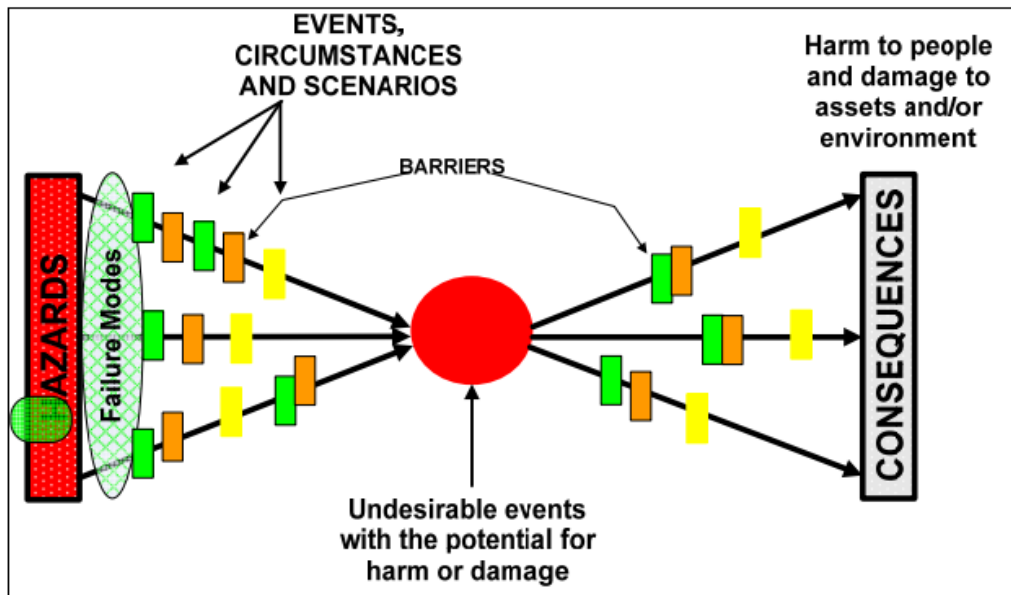 EVENTS,
CIRCUMSTANCES
AND SCENARIOS
Harm to people
and damage to
assets and/or
environment
BARRIERS
AZARDS
Failure Modes
CONSEQUENCES
Undesirable events
with the potential for
harm or damage